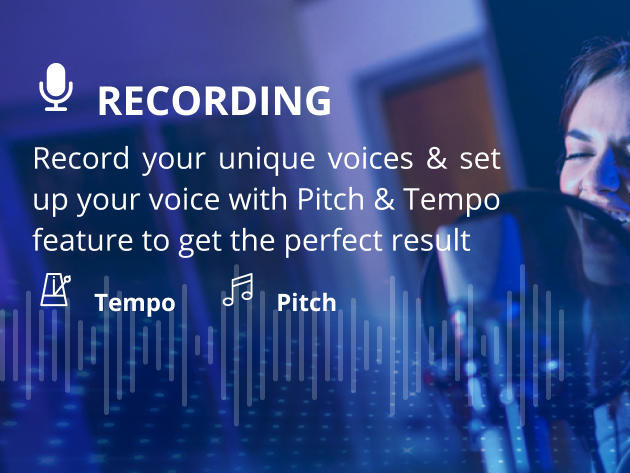 RECORDING
Record your unique voices & set
up your voice with Pitch & Tempo
feature to get the perfect result
Tempo Pitch